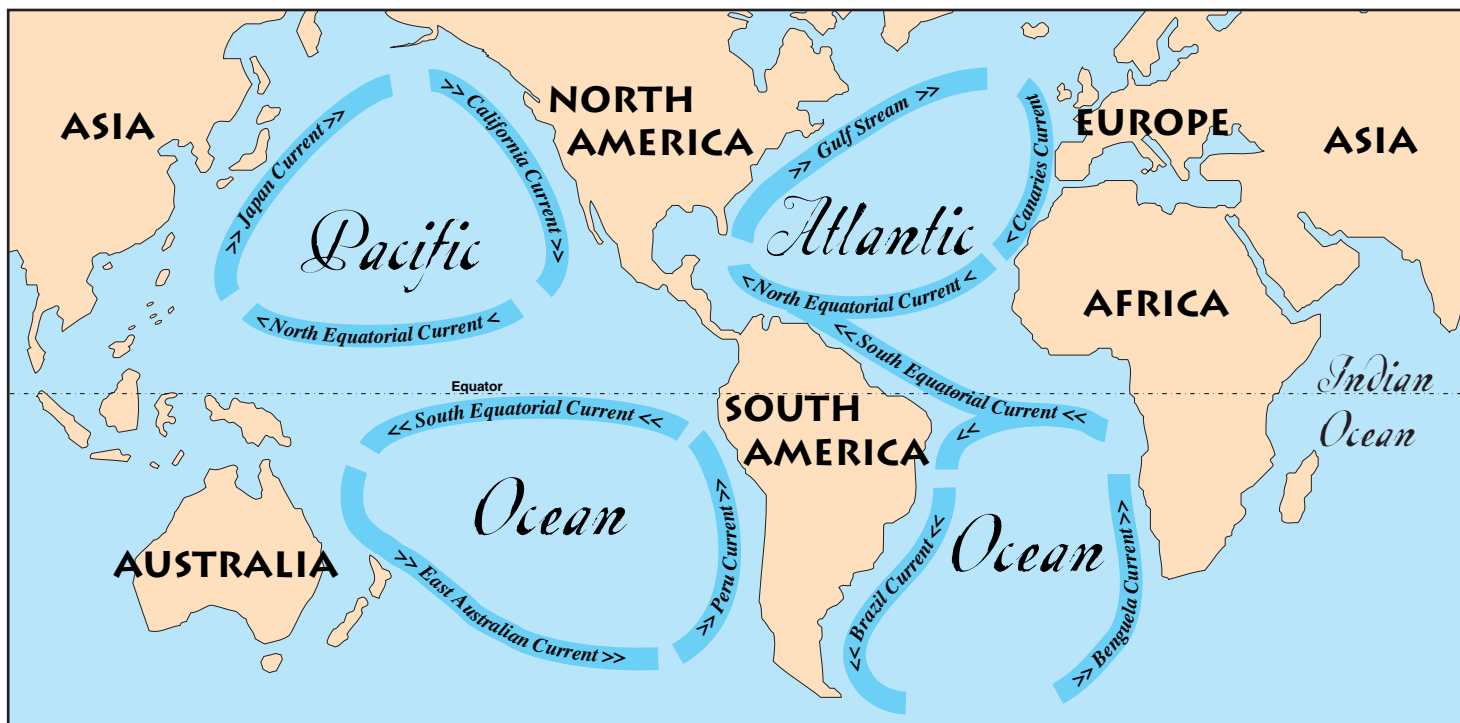 ASIA
NORTH
AMERICA
EUROPE
ASIA
>> Japan Current >>
>> California Current >>
>> Gulf Stream >>
< Canaries Current
Pacific
Atlantic
< North Equatorial Current <
< North Equatorial Current <
AFRICA
<< South Equatorial Current <<
Indian
Ocean
Equator
<< South Equatorial Current <<
<<
SOUTH
AMERICA
Ocean
AUSTRALIA
>> East Australian Current >>
>> Peru Current >>
<< Brazil Current <<
Ocean
>> Benguela Current >>